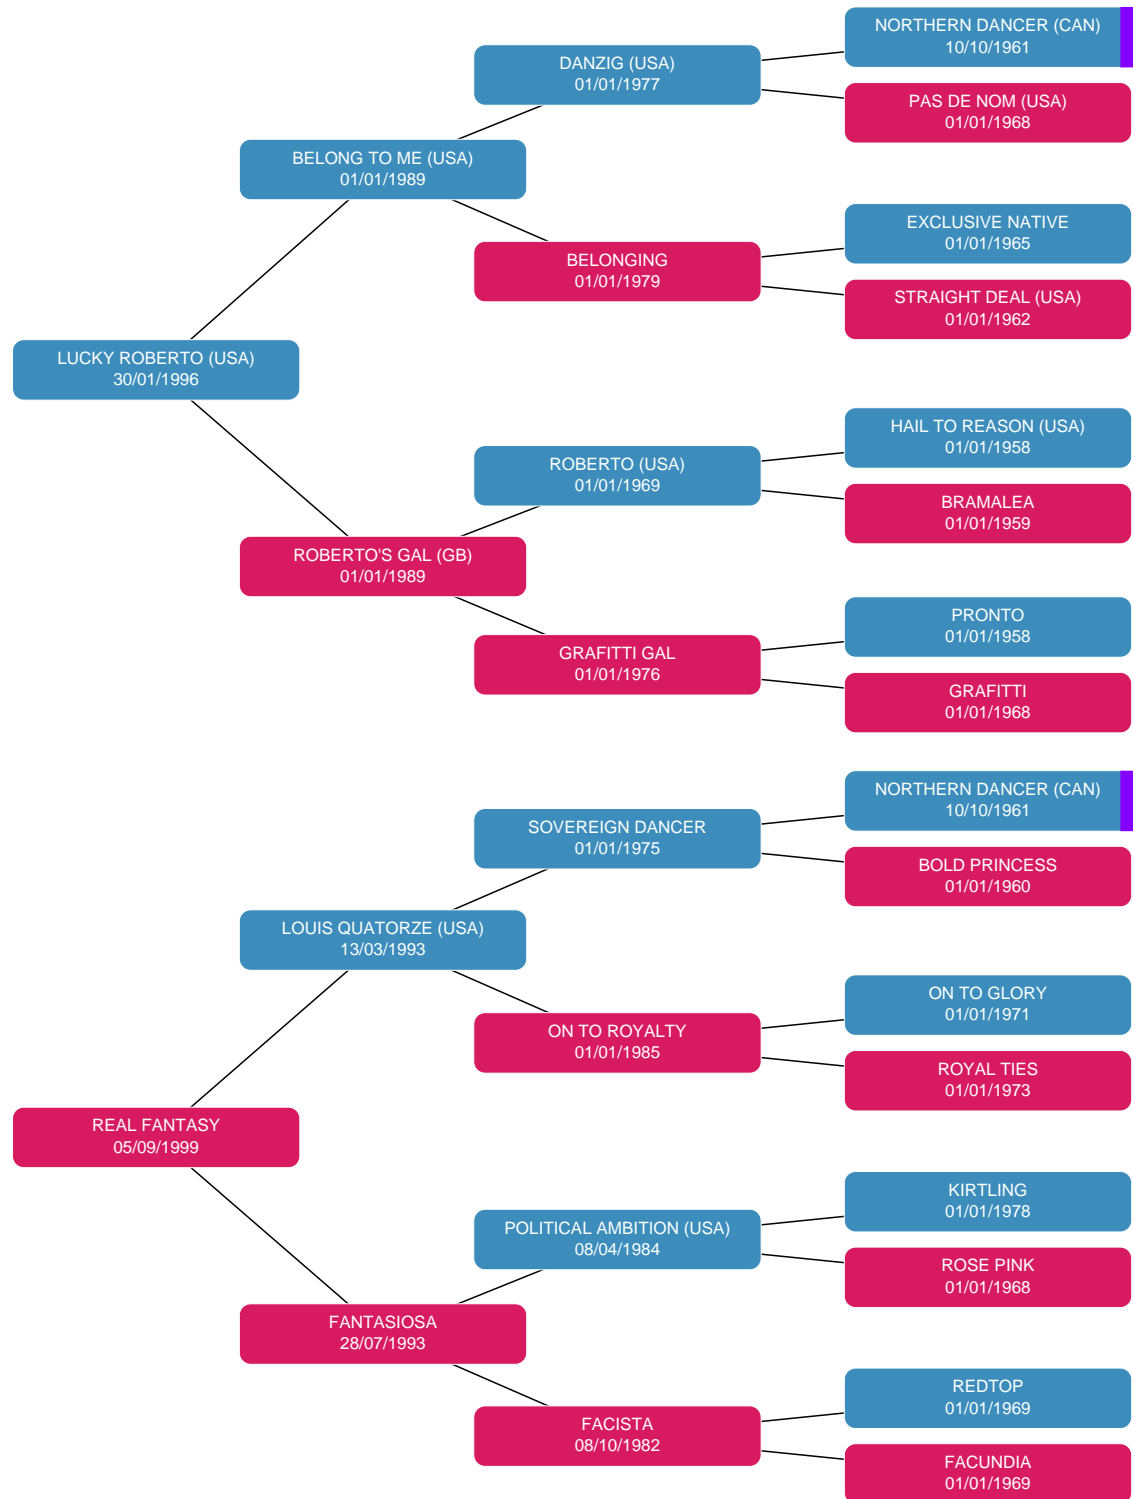 NORTHERN DANCER (CAN)
10/10/1961
DANZIG (USA)
01/01/1977
PAS DE NOM (USA)
01/01/1968
BELONG TO ME (USA)
01/01/1989
EXCLUSIVE NATIVE
01/01/1965
BELONGING
01/01/1979
STRAIGHT DEAL (USA)
01/01/1962
LUCKY ROBERTO (USA)
30/01/1996
HAIL TO REASON (USA)
01/01/1958
ROBERTO (USA)
01/01/1969
BRAMALEA
01/01/1959
ROBERTO'S GAL (GB)
01/01/1989
PRONTO
01/01/1958
GRAFITTI GAL
01/01/1976
GRAFITTI
01/01/1968
NORTHERN DANCER (CAN)
10/10/1961
SOVEREIGN DANCER
01/01/1975
BOLD PRINCESS
01/01/1960
LOUIS QUATORZE (USA)
13/03/1993
ON TO GLORY
01/01/1971
ON TO ROYALTY
01/01/1985
ROYAL TIES
01/01/1973
REAL FANTASY
05/09/1999
KIRTLING
01/01/1978
POLITICAL AMBITION (USA)
08/04/1984
ROSE PINK
01/01/1968
FANTASIOSA
28/07/1993
REDTOP
01/01/1969
FACISTA
08/10/1982
FACUNDIA
01/01/1969